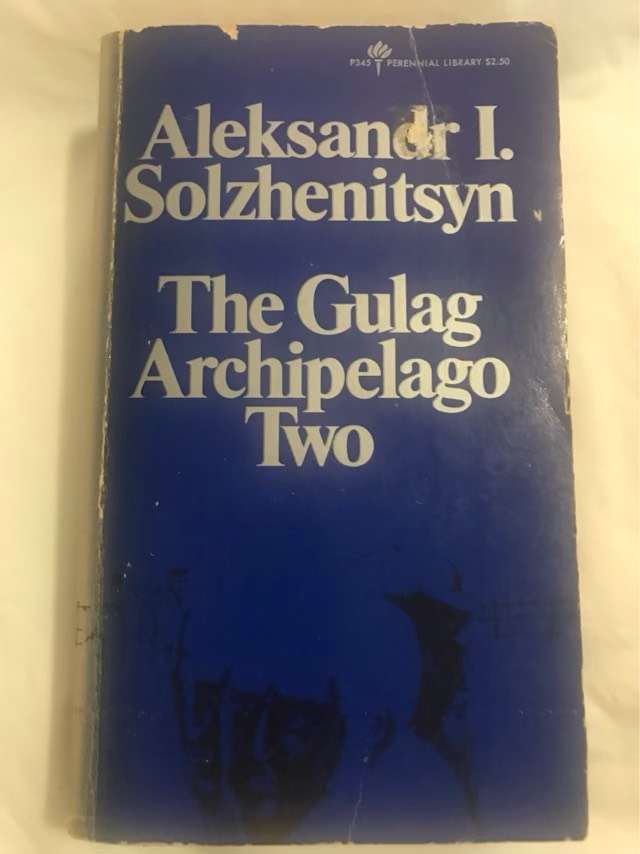 P345 PERENNIAL LIBRARY $2.50
Aleksandr I.
Solzhenitsyn
The Gulag
Archipelago
Two